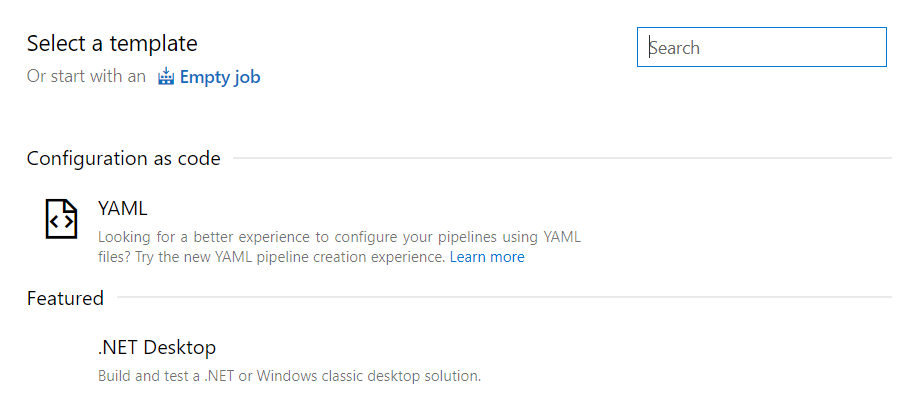 Select a template
Search
Or start with an Empty job
Configuration as code
YAML
Looking for a better experience to configure your pipelines using YAML
files? Try the new YAML pipeline creation experience. Learn more
Featured
.NET Desktop
Build and test a .NET or Windows classic desktop solution.